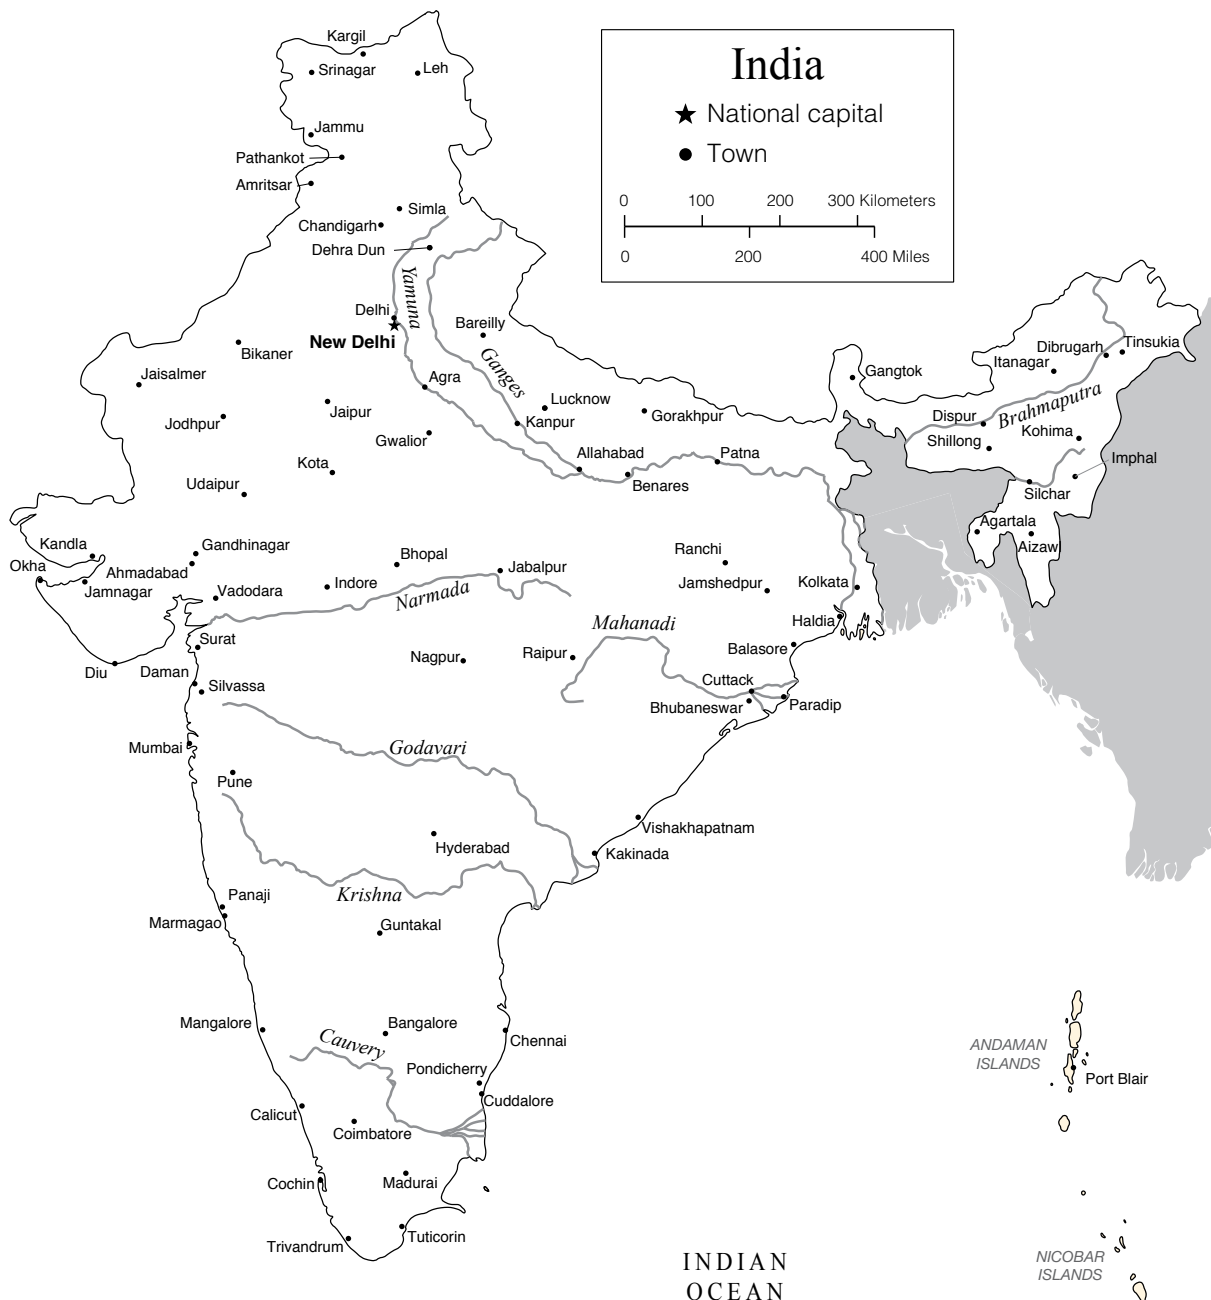 India
National capital
Town
0 100 200 300 Kilometers
0 200 400 Miles
Kargil
Srinagar
Leh
Jammu
Pathankot
Amritsar
Simla
Chandigarh
Dehra Dun
Yamuna
Delhi
New Delhi
Bareilly
Ganges
Bikaner
Jaisalmer
Agra
Lucknow
Jaipur
Jodhpur
Kanpur
Gorakhpur
Gwalior
Gangtok
Itanagar
Dibrugarh
Tinsukia
Brahmaputra
Dispur
Shillong
Kohima
Imphal
Silchar
Kota
Udaipur
Allahabad
Benares
Patna
Agartala
Aizawl
Kandla
Okha
Gandhinagar
Ahmadabad
Jamnagar
Vadodara
Bhopal
Indore
Jabalpur
Narmada
Ranchi
Jamshedpur
Kolkata
Haldia
Mahanadi
Balasore
Surat
Diu
Daman
Silvassa
Nagpur
Raipur
Cuttack
Bhubaneswar
Paradip
Mumbai
Godavari
Pune
Vishakhapatnam
Hyderabad
Kakinada
Krishna
Panaji
Marmagao
Guntakal
Mangalore
Bangalore
Chennai
Cauvery
Pondicherry
Cuddalore
Calicut
Coimbatore
Cochin
Madurai
Tuticorin
Trivandrum
ANDAMAN
ISLANDS
Port Blair
NICOBAR
ISLANDS
INDIAN
OCEAN